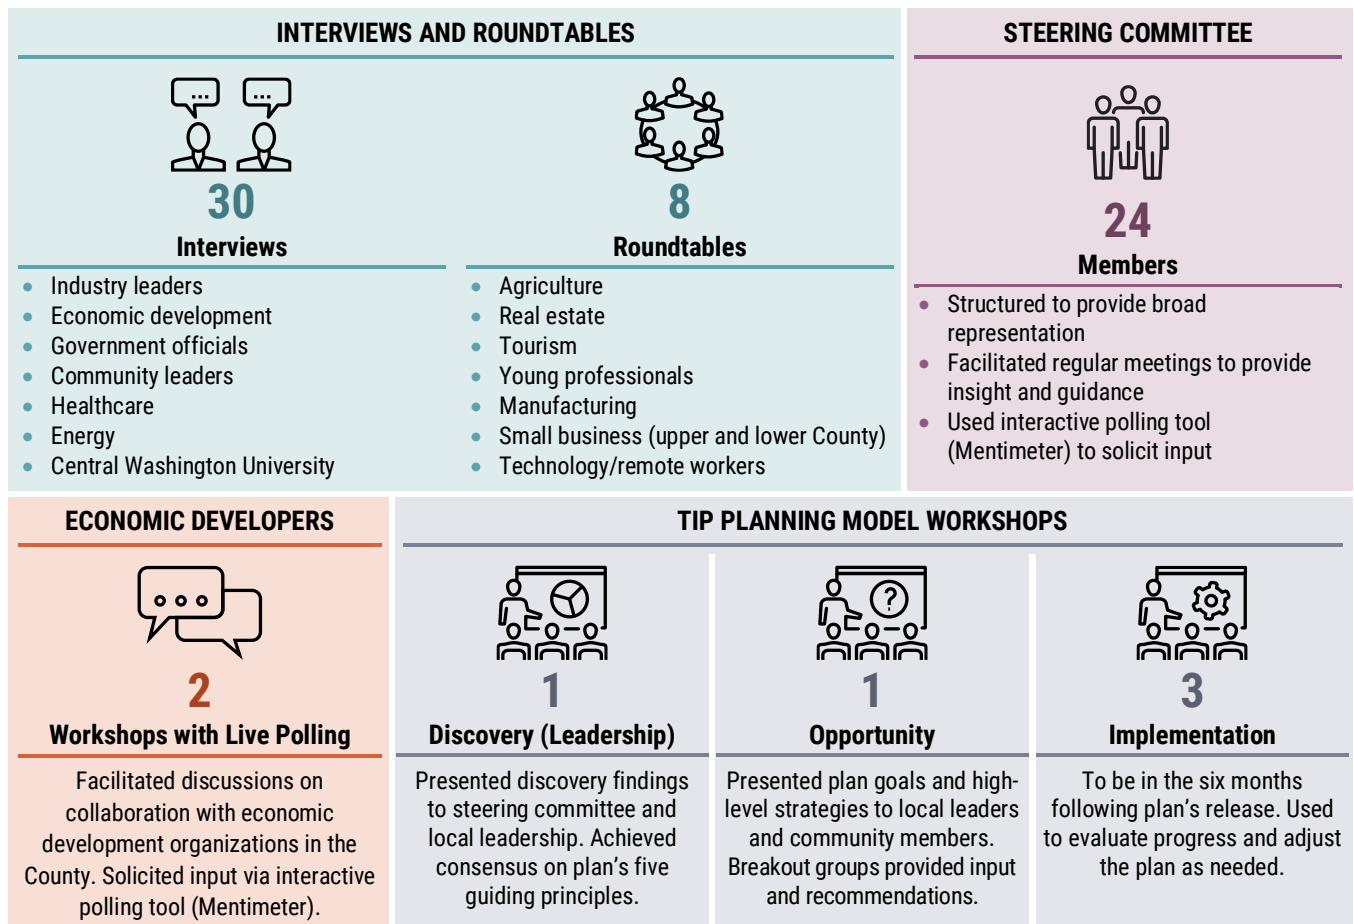 INTERVIEWS AND ROUNDTABLES
...
...
30
Interviews
• Industry leaders
• Economic development
• Government officials
• Community leaders
• Healthcare
• Energy
• Central Washington University
8
Roundtables
• Agriculture
• Real estate
• Tourism
• Young professionals
• Manufacturing
• Small business (upper and lower County)
• Technology/remote workers
STEERING COMMITTEE
24
Members
• Structured to provide broad
representation
• Facilitated regular meetings to provide
insight and guidance
• Used interactive polling tool
(Mentimeter) to solicit input
ECONOMIC DEVELOPERS
2
Workshops with Live Polling
Facilitated discussions on
collaboration with economic
development organizations in the
County. Solicited input via interactive
polling tool (Mentimeter).
TIP PLANNING MODEL WORKSHOPS
1
Discovery (Leadership)
Presented discovery findings
to steering committee and
local leadership. Achieved
consensus on plan’s five
guiding principles.
?
1
Opportunity
Presented plan goals and high-
level strategies to local leaders
and community members.
Breakout groups provided input
and recommendations.
3
Implementation
To be in the six months
following plan’s release. Used
to evaluate progress and adjust
the plan as needed.